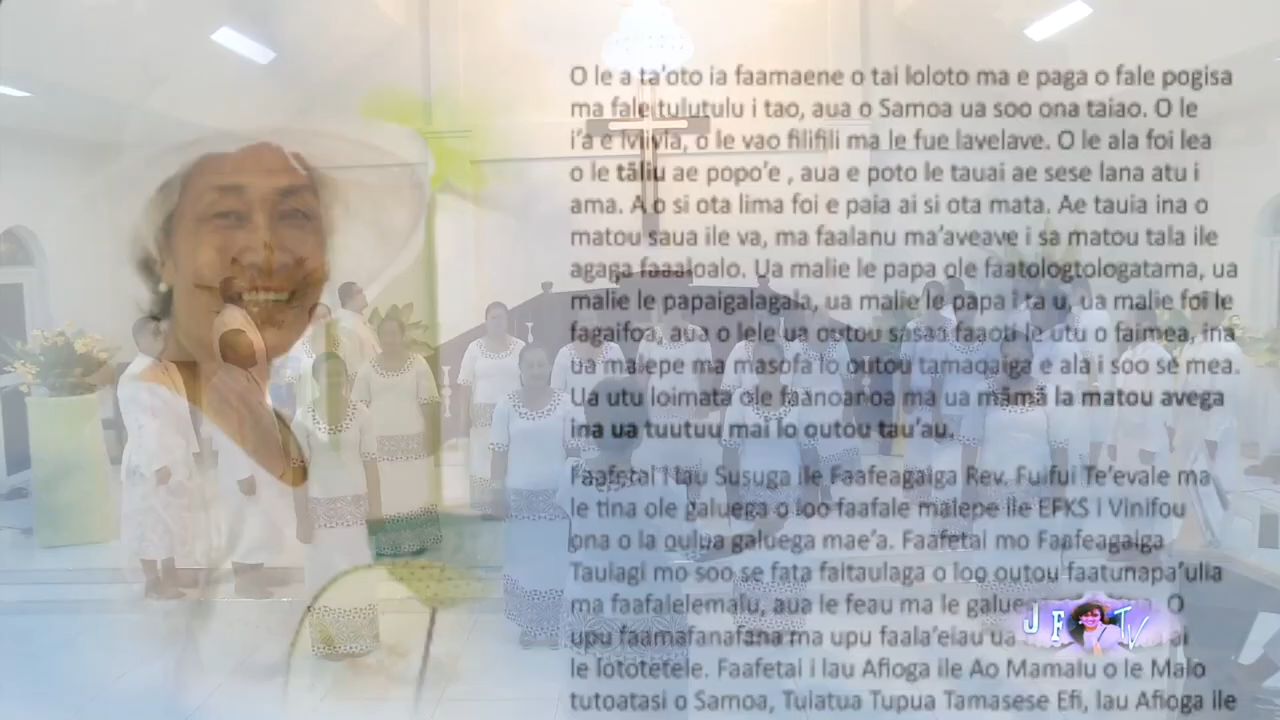 O le a ta'oto ia faamaene o tai loloto ma e paga o fale pogisa
ma fale tulutulu i tao, aua o Samoa ua soo ona taiao. O le
i'a e iviivia, o le vao filifili ma le fue lavelave. O le ala foi lea
o le tāliu ae popo'e , aua e poto le tauai ae sese lana atu i
ama. A o si ota lima foi e paia ai si ota mata. Ae tauia ina o
matou saua ile va, ma faalanu ma'aveave i sa matou tala ile
agaga faaaloalo. Ua malie le papa ole faatologtologatama, ua
malie le papaigalagala, ua malie le papa i ta u, ua malie foi le
fagaifoa, aua o lele ua ostou sasaa faaoti le utu o faimea, ina
ua malepe ma masofa lo outou tamaoaiga e ala i soo se mea.
Ua utu loimata ole faanoanoa ma ua māmā la matou avega
ina ua tuutuu mai lo outou tau'au.
Faafetai i lau Susuga ile Faafeagaiga Rev. Fuifui Te'evale ma
le tina ole galuega o loo faafale malepe ile EFKS i Vinifou
ona o la oulua galuega mae'a. Faafetai mo Faafeagaiga
Taulagi mo soo se fata faitaulaga o loo outou faatunapa'ulia
ma faafalelemalu, aua le feau ma le O
upu faamafanafana ma upu faala'eiau ua ai
le lototetele. Faafetai i lau Afioga ile Ao Mamalu o le Malo
tutoatasi o Samoa, Tuiatua Tupua Tamasese Efi, lau Afioga ile
J F TV